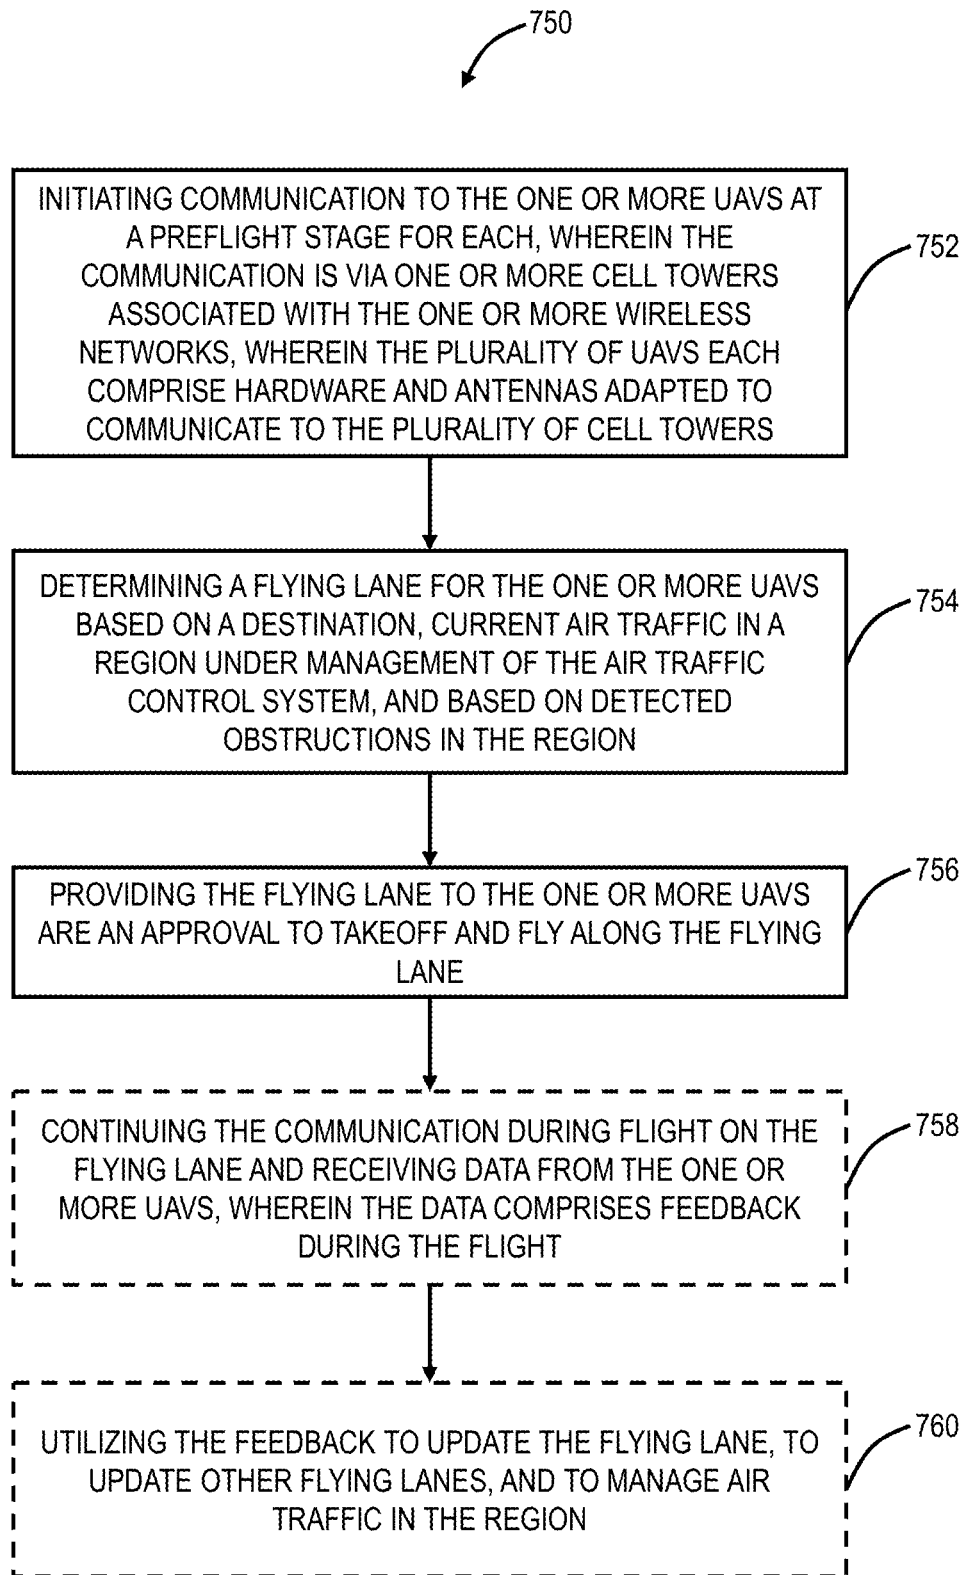 750
INITIATING COMMUNICATION TO THE ONE OR MORE UAVS AT
A PREFLIGHT STAGE FOR EACH, WHEREIN THE
COMMUNICATION IS VIA ONE OR MORE CELL TOWERS
ASSOCIATED WITH THE ONE OR MORE WIRELESS
NETWORKS, WHEREIN THE PLURALITY OF UAVS EACH
COMPRISE HARDWARE AND ANTENNAS ADAPTED TO
COMMUNICATE TO THE PLURALITY OF CELL TOWERS
752
DETERMINING A FLYING LANE FOR THE ONE OR MORE UAVS
BASED ON A DESTINATION, CURRENT AIR TRAFFIC IN A
REGION UNDER MANAGEMENT OF THE AIR TRAFFIC
CONTROL SYSTEM, AND BASED ON DETECTED
OBSTRUCTIONS IN THE REGION
754
PROVIDING THE FLYING LANE TO THE ONE OR MORE UAVS
ARE AN APPROVAL TO TAKEOFF AND FLY ALONG THE FLYING
LANE
756
CONTINUING THE COMMUNICATION DURING FLIGHT ON THE
FLYING LANE AND RECEIVING DATA FROM THE ONE OR
MORE UAVS, WHEREIN THE DATA COMPRISES FEEDBACK
DURING THE FLIGHT
758
UTILIZING THE FEEDBACK TO UPDATE THE FLYING LANE, TO
UPDATE OTHER FLYING LANES, AND TO MANAGE AIR
TRAFFIC IN THE REGION
760